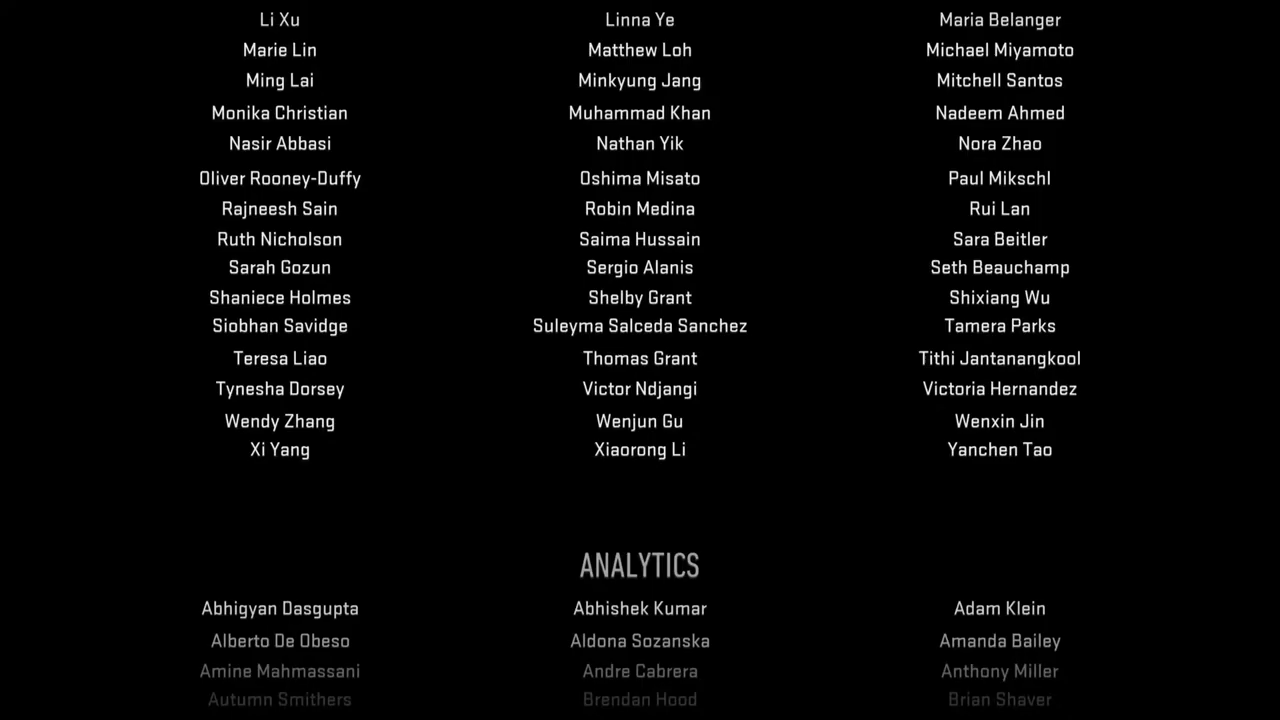 Li Xu Linna Ye Maria Belanger
Marie Lin Matthew Loh Michael Miyamoto
Ming Lai Minkyung Jang Mitchell Santos
Monika Christian Muhammad Khan Nadeem Ahmed
Nasir Abbasi Nathan Yik Nora Zhao
Oliver Rooney-Duffy Oshima Misato Paul Mikschl
Rajneesh Sain Robin Medina Rui Lan
Ruth Nicholson Saima Hussain Sara Beitler
Sarah Gozun Sergio Alanis Seth Beauchamp
Shaniece Holmes Shelby Grant Shixiang Wu
Siobhan Savidge Suleyma Salceda Sanchez Tamera Parks
Teresa Liao Thomas Grant Tithi Jantanangkool
Tynesha Dorsey Victor Ndjangi Victoria Hernandez
Wendy Zhang Wenjun Gu Wenxin Jin
Xi Yang Xiaorong Li Yanchen Tao
ANALYTICS
Abhigyan Dasgupta Abhishek Kumar Adam Klein
Alberto De Obeso Aldona Sozanska Amanda Bailey
Amine Mahmassani Andre Cabrera Anthony Miller
Autumn Smithers Brendan Hood Brian Shaver